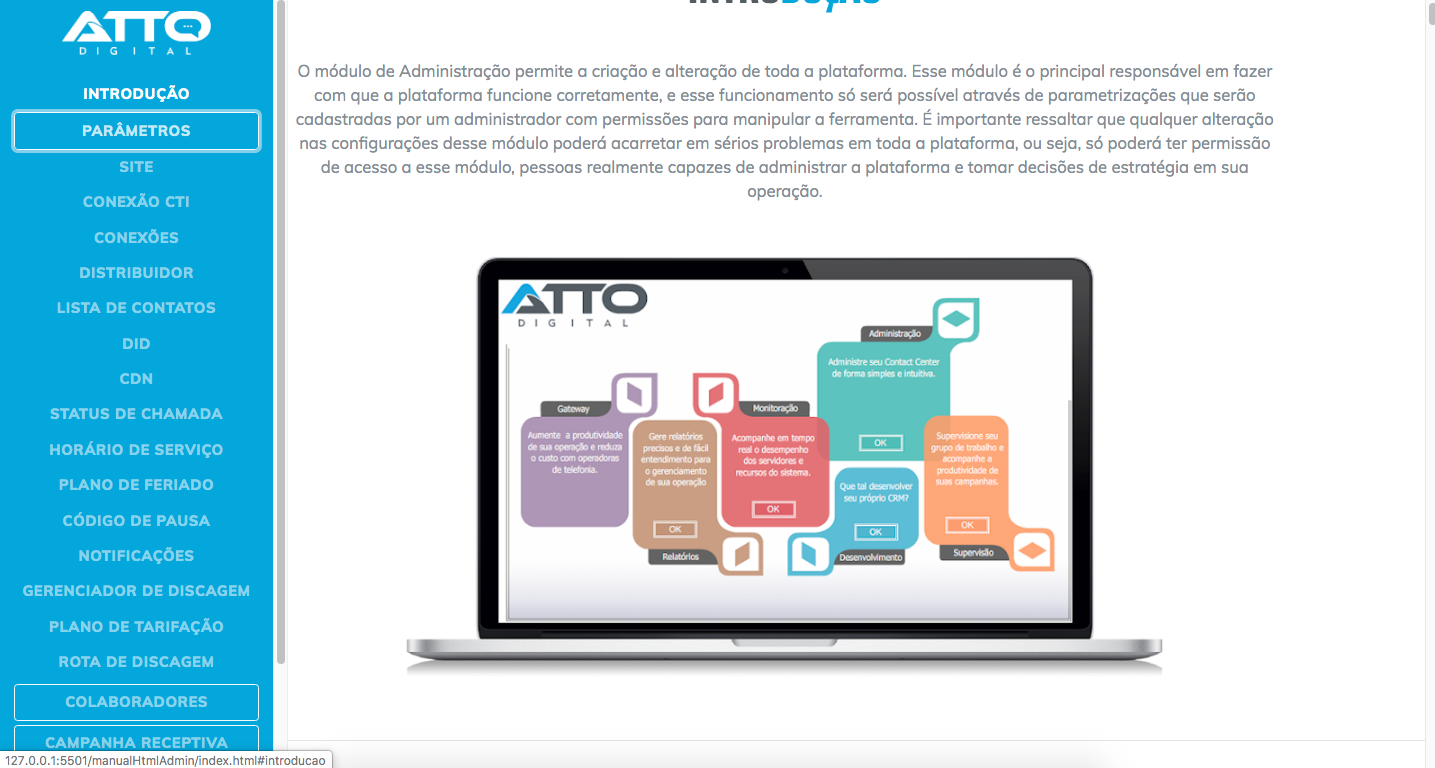 ATTO
DIGITAL
INTRODUÇÃO
PARÂMETROS
SITE
CONEXÃO CTI
CONEXÕES
DISTRIBUIDOR
LISTA DE CONTATOS
DID
CDN
STATUS DE CHAMADA
HORÁRIO DE SERVIÇO
PLANO DE FERIADO
CÓDIGO DE PAUSA
NOTIFICAÇÕES
GERENCIADOR DE DISCAGEM
PLANO DE TARIFAÇÃO
ROTA DE DISCAGEM
COLABORADORES
CAMPANHA RECEPTIVA
127.0.0.1:5501/manualHtmlAdmin/index.html#introducao
INTRODUÇÃO
O módulo de Administração permite a criação e alteração de toda a plataforma. Esse módulo é o principal responsável em fazer
com que a plataforma funcione corretamente, e esse funcionamento só será possível através de parametrizações que serão
cadastradas por um administrador com permissões para manipular a ferramenta. É importante ressaltar que qualquer alteração
nas configurações desse módulo poderá acarretar em sérios problemas em toda a plataforma, ou seja, só poderá ter permissão
de acesso a esse módulo, pessoas realmente capazes de administrar a plataforma e tomar decisões de estratégia em sua
operação.
ATTO
DIGITAL
Gateway
Aumente a produtividade
de sua operação e reduza
o custo com operadoras
de telefonia.
Gere relatórios
precisos e de fácil
entendimento para
o gerenciamento
de sua operação
OK
Relatórios
Monitoração
Acompanhe em tempo
real o desempenho
dos servidores e
recursos do sistema.
OK
Administração
Administre seu Contact Center
de forma simples e intuitiva.
OK
Que tal desenvolver
seu próprio CRM?
OK
Desenvolvimento
Supervisione seu
grupo de trabalho e
acompanhe a
produtividade de
suas campanhas.
OK
Supervisão